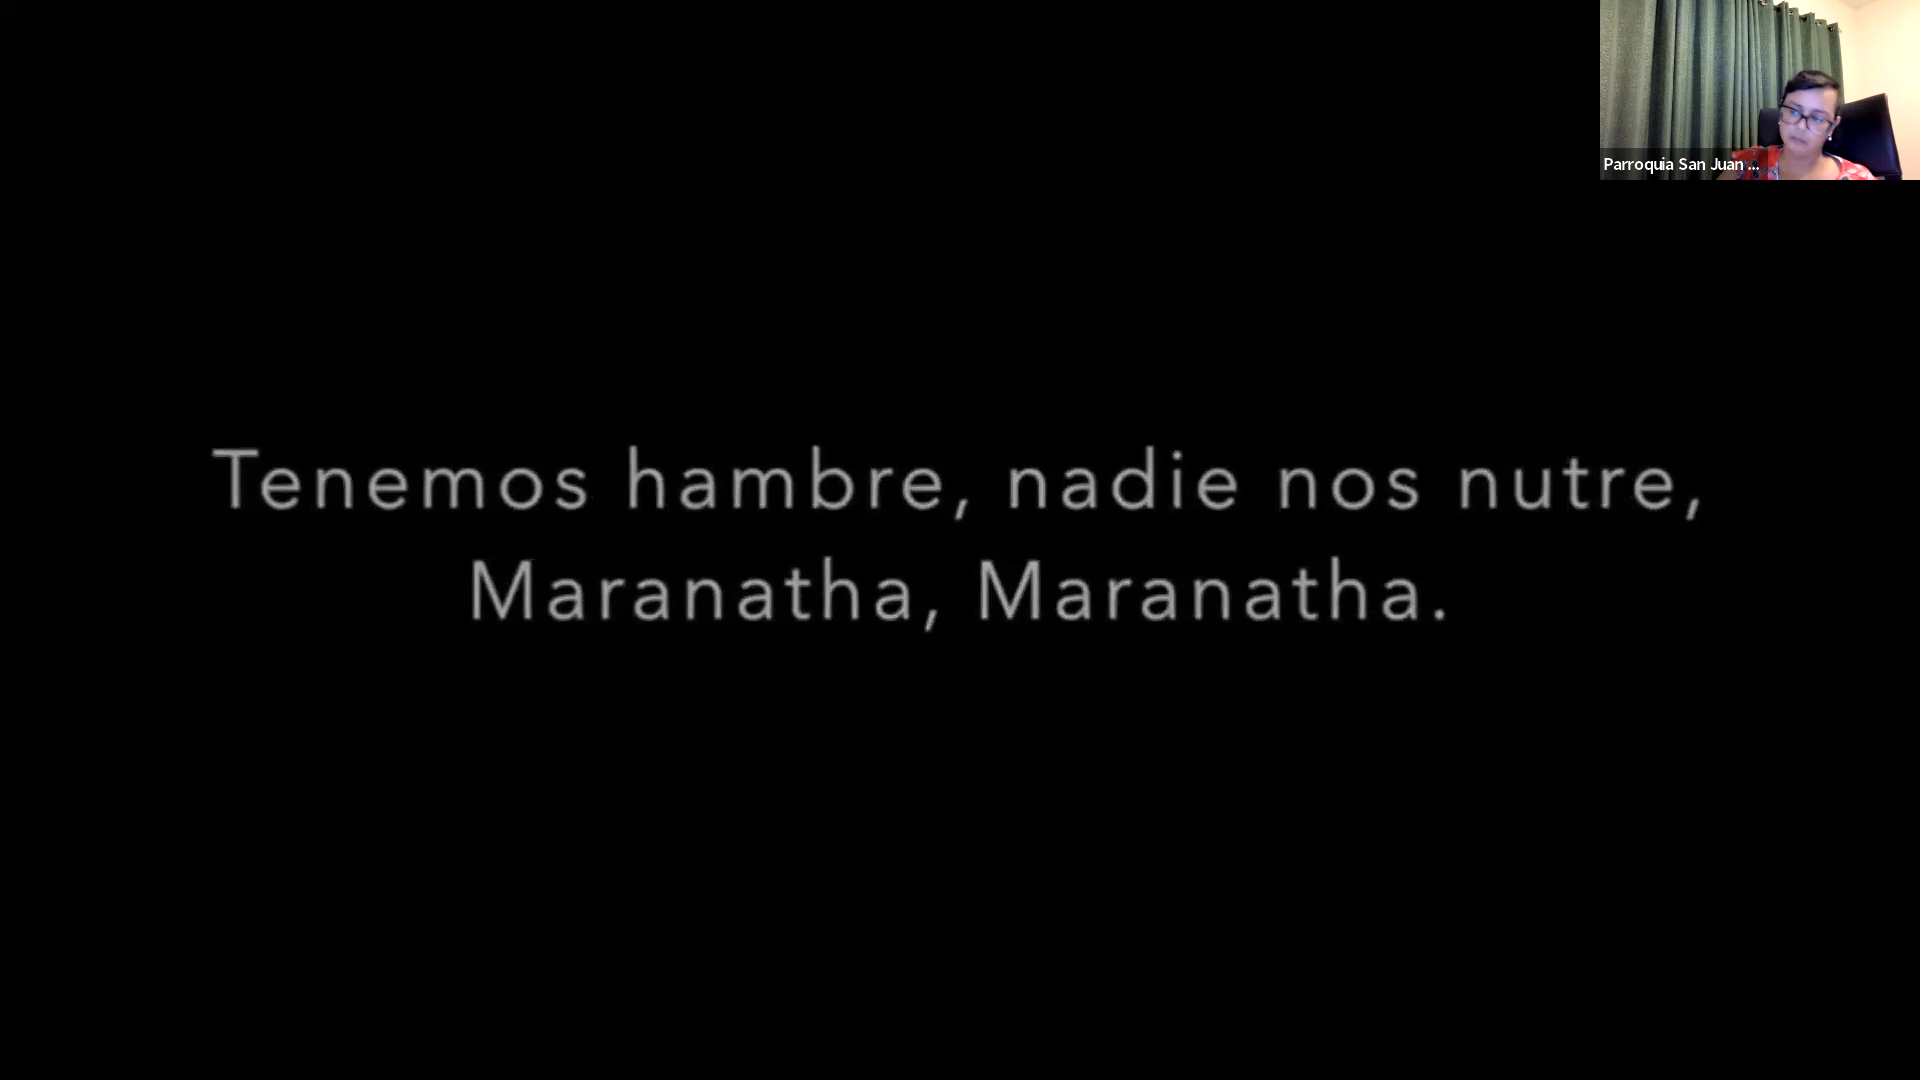 Parroquia San Juan ...
Tenemos hambre, nadie nos nutre,
Maranatha, Maranatha.